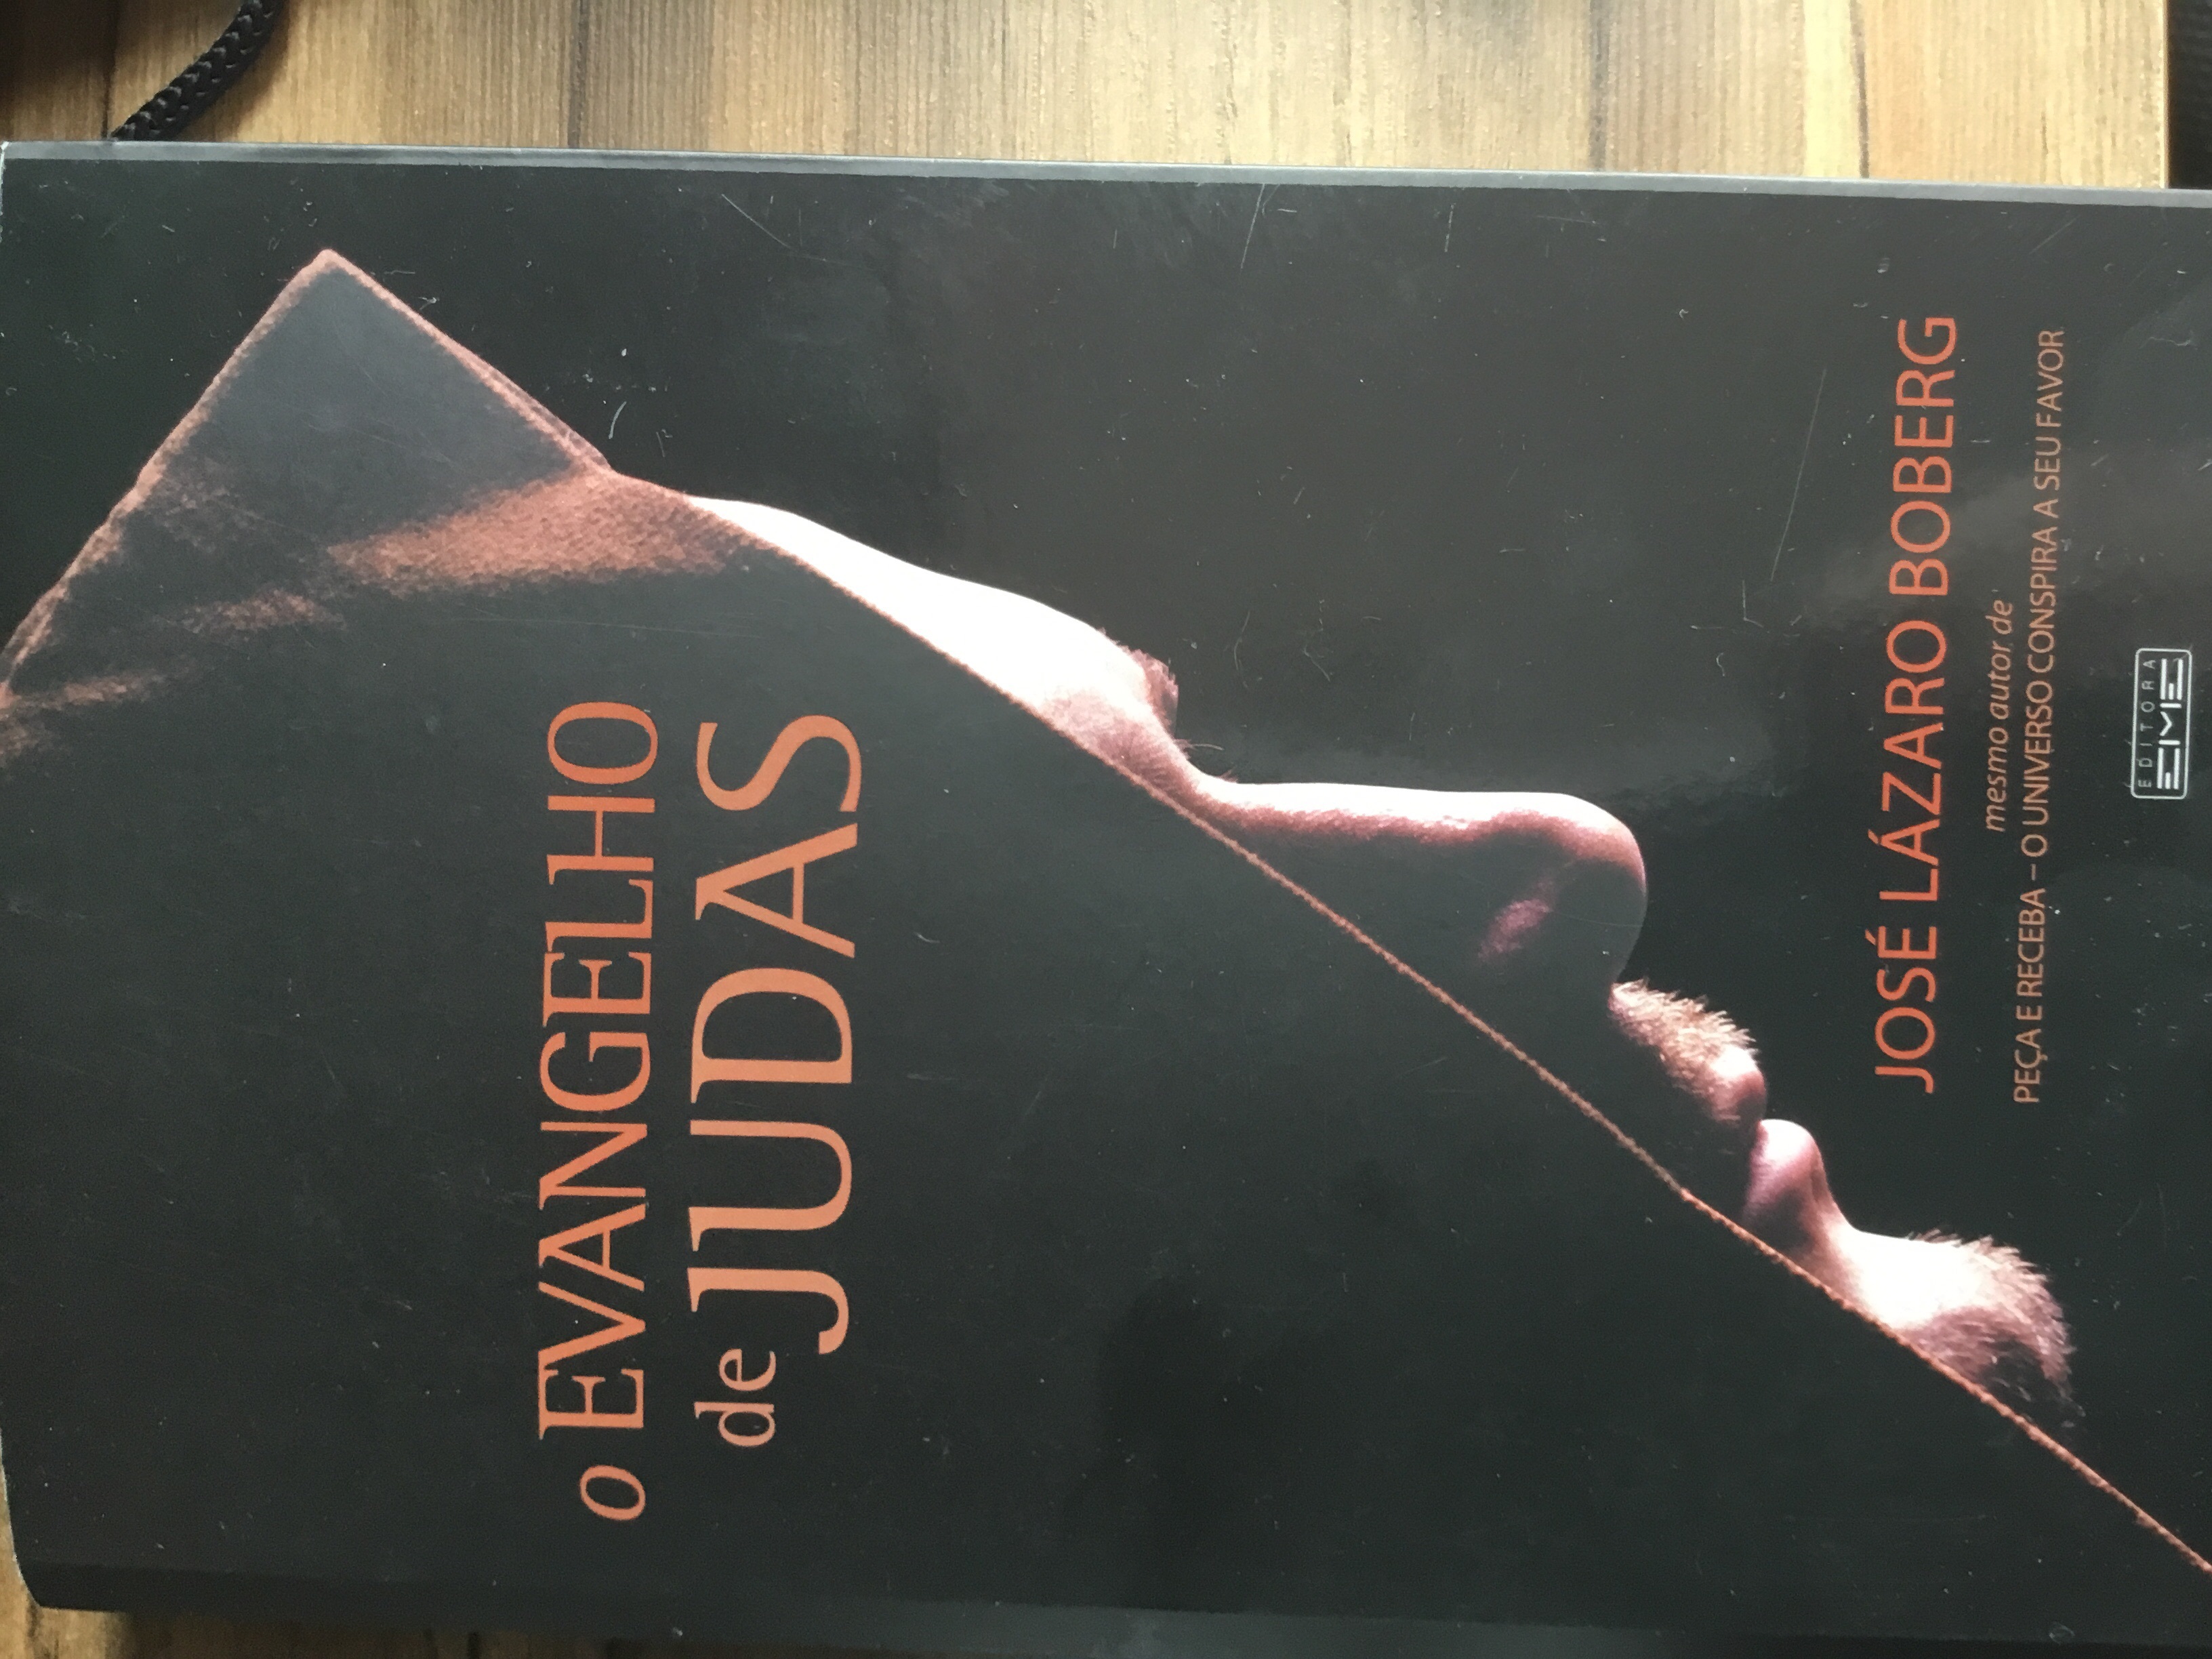 o EVANGELHO
de JUDAS
JOSÉ LÁZARO BOBERG
mesmo autor de
PEÇA E RECEBA – O UNIVERSO CONSPIRA A SEU FAVOR
EDITORA
EME